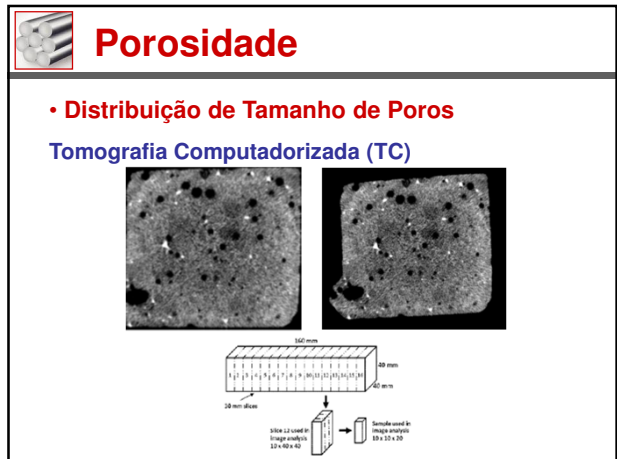 Porosidade
• Distribuição de Tamanho de Poros
Tomografia Computadorizada (TC)
160 mm
40 mm
40 mm
1 2 3 4 5 6 7 8 9 10 11 12 13 14 15 16
10 mm slices
Slice 12 used in
image analysis
10 x 40 x 40
Sample used in
image analysis
10 x 10 x 20